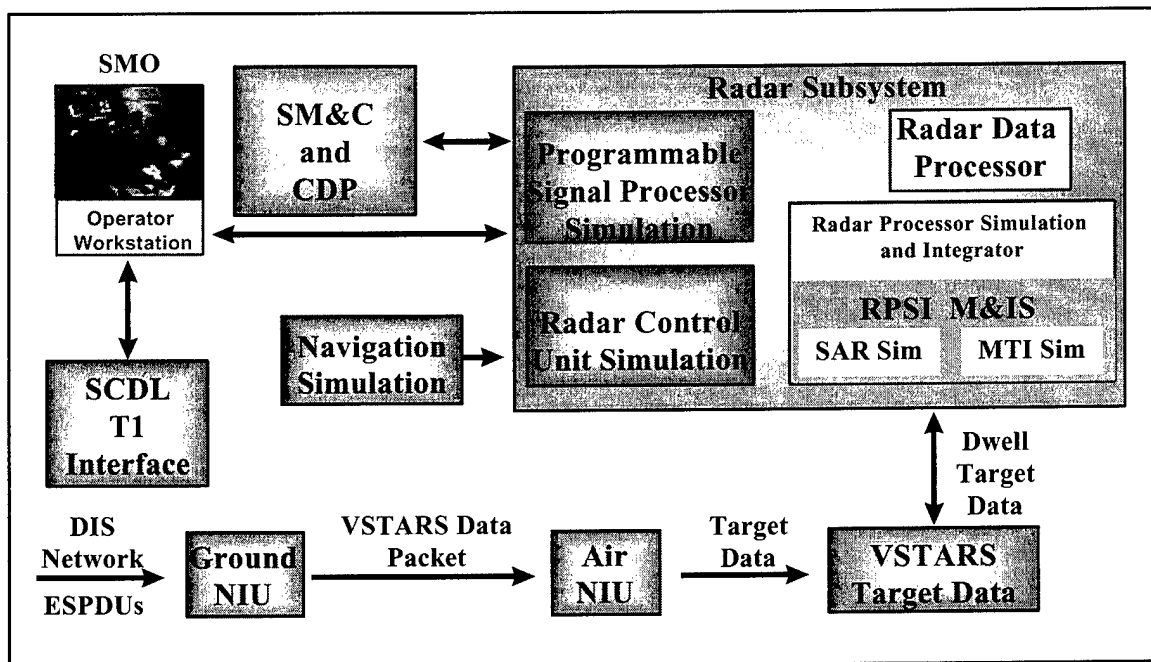 SMO
Operator
Workstation
SM&C
and
CDP
Radar Subsystem
Programmable
Signal Processor
Simulation
Radar Data
Processor
Radar Processor Simulation
and Integrator
RPSI M&IS
SAR Sim
MTI Sim
Radar Control
Unit Simulation
Navigation
Simulation
SCDL
T1
Interface
Dwell
Target
Data
DIS
Network
ESPDUs
Ground
NIU
VSTARS Data
Packet
Air
NIU
Target
Data
VSTARS
Target Data